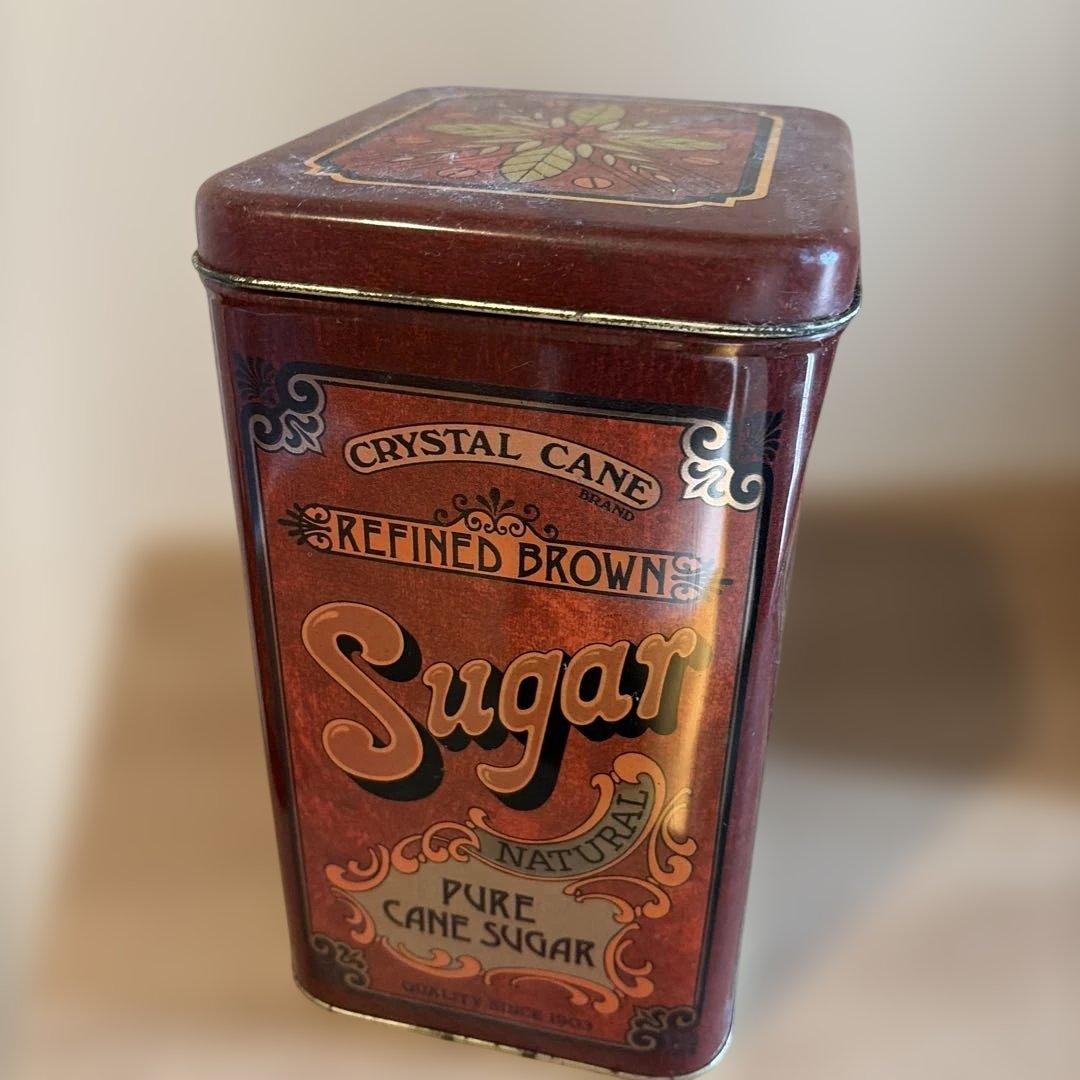 CRYSTAL CANE
BRAND
REFINED BROWN
Sugar
NATURAL
PURE
CANE SUGAR
QUALITY SINCE 1903